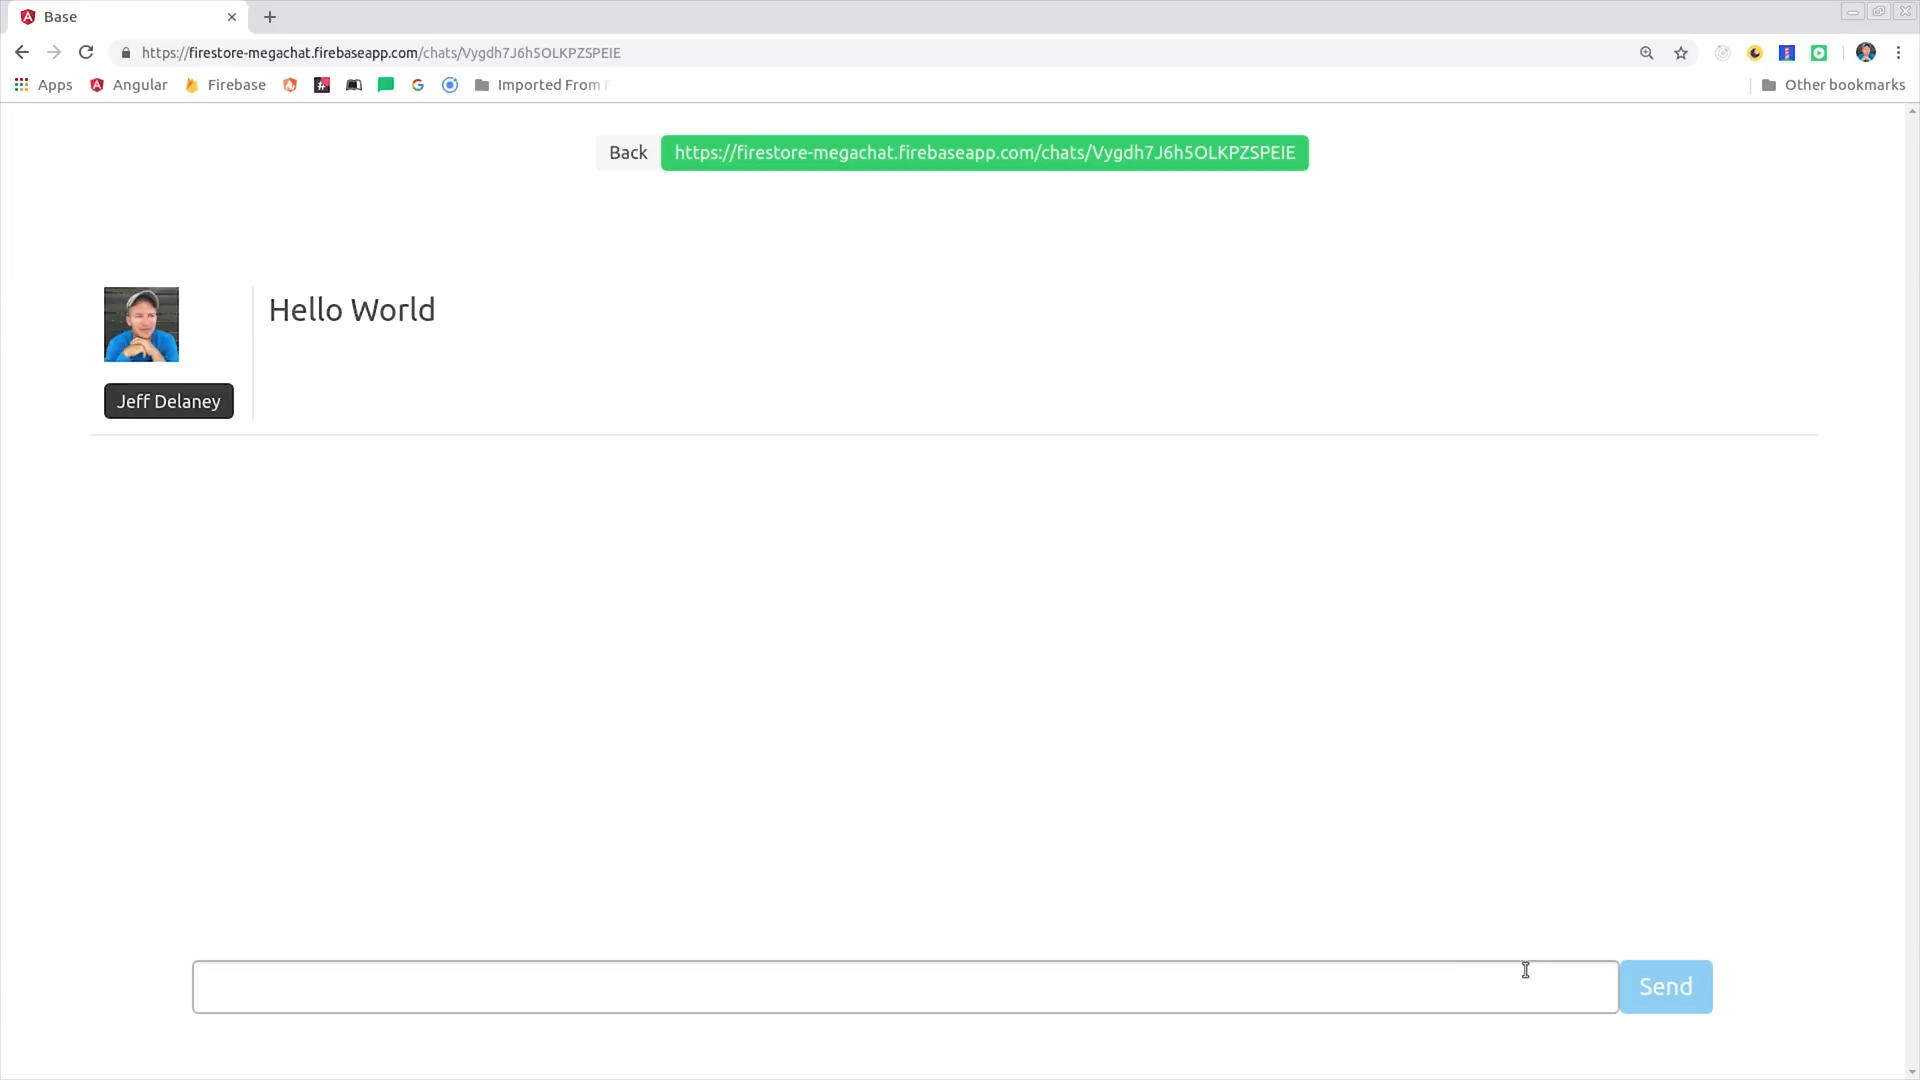 Base
https://firestore-megachat.firebaseapp.com/chats/Vygdh7J6h5OLKPZSPEIE
Apps Angular Firebase G Imported From Other bookmarks
Back https://firestore-megachat.firebaseapp.com/chats/Vygdh7J6h5OLKPZSPEIE
Hello World
Jeff Delaney
Send